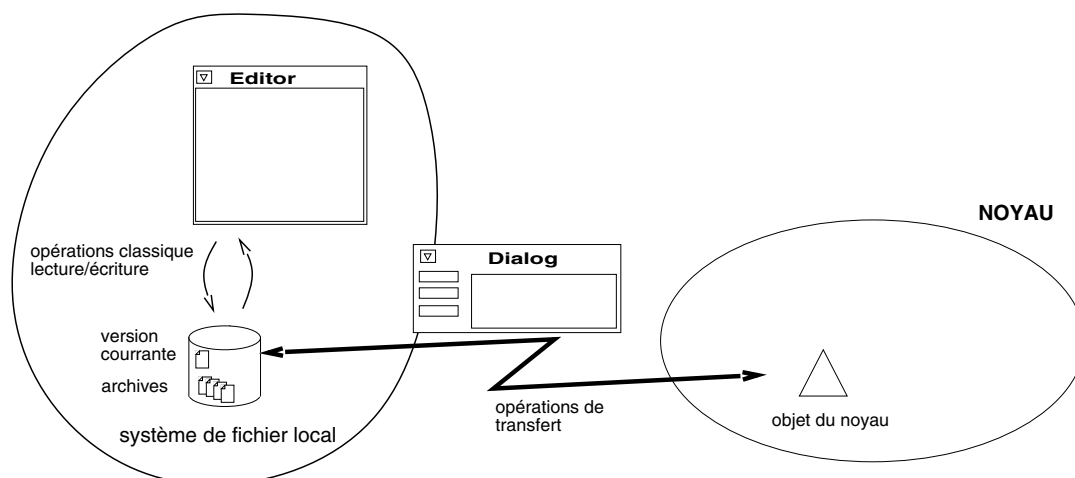 Editor
NOYAU
opérations classique
lecture/écriture
Dialog
version
courrante
archives
opérations de
transfert
objet du noyau
système de fichier local